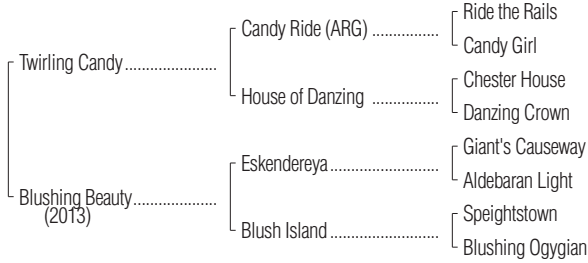 Ride the Rails
Candy Ride (ARG) ................
Candy Girl
Twirling Candy ......................
Chester House
House of Danzing ................
Danzing Crown
Giant's Causeway
Eskendereya..........................
Aldebaran Light
Blushing Beauty....................
(2013)
Speightstown
Blush Island ..........................
Blushing Ogygian